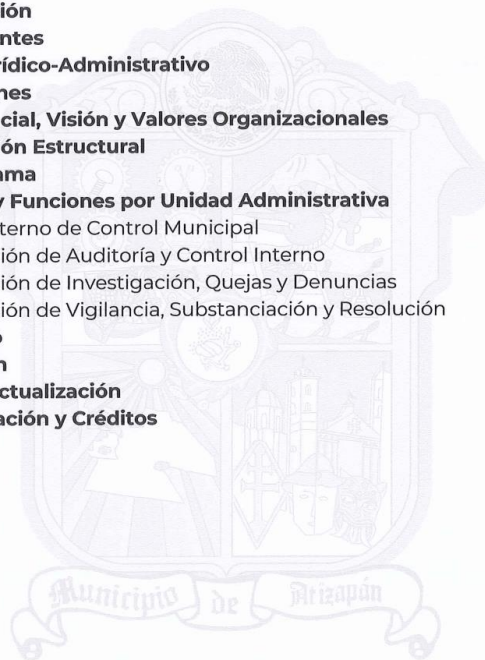 ión
ntes
rídico-Administrativo
nes
cial, Visión y Valores Organizacionales
ón Estructural
ama
y Funciones por Unidad Administrativa
terno de Control Municipal
ión de Auditoría y Control Interno
ión de Investigación, Quejas y Denuncias
ión de Vigilancia, Substanciación y Resolución
o
n
ctualización
ación y Créditos
Municipio de Atizapán